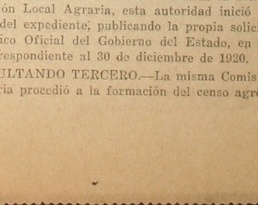 ón Local Agraria, esta autoridad inició
del expediente, publicando la propia solici
ico Oficial del Gobierno del Estado, en
respondiente al 30 de diciembre de 1920.
ULTANDO TERCERO.—La misma Comis
ria procedió a la formación del censo agr